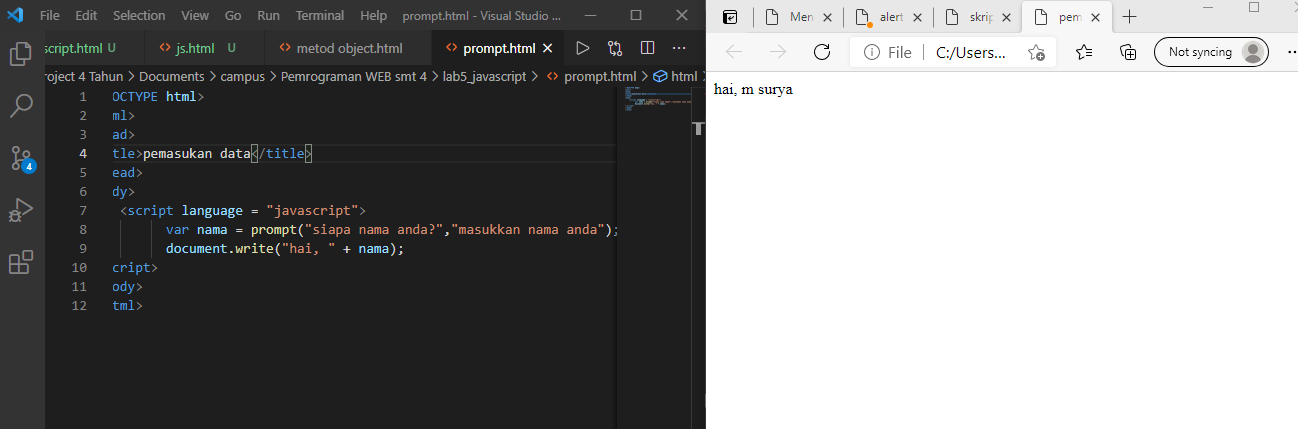 File Edit Selection View Go Run Terminal Help prompt.html - Visual Studio ...
script.html U js.html U metod object.html prompt.html
roject 4 Tahun > Documents > campus > Pemrograman WEB smt 4 > lab5_javascript > prompt.html > html
1 OCTYPE html>
2 ml>
3 ad>
4 tle>pemasukan data</title>
5 ead>
6 dy>
7 <script language = "javascript">
8 var nama = prompt("siapa nama anda?","masukkan nama anda");
9 document.write("hai, " + nama);
10 cript>
11 ody>
12 tml>
4
Men alert skrip pem
File C:/Users... Not syncing
hai, m surya